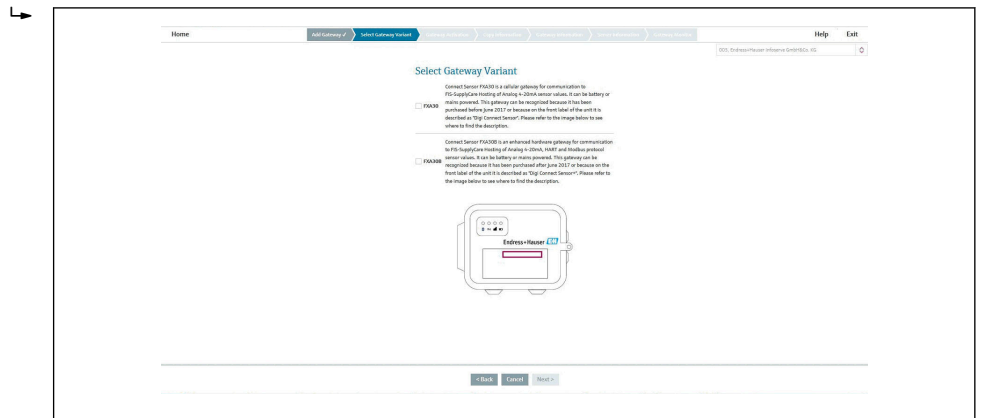 Home
Add Gateway ✓
Select Gateway Variant
Help
Exit
Select Gateway Variant
Connect Sensor FXA30 is a cellular gateway for communication to
FIS-SupplyCare Hosting of Analog 4-20mA sensor values. It can be battery or
mains powered. This gateway can be recognized because it has been
FXA30
purchased before June 2017 or because on the front label of the unit it is
described as "Digi Connect Sensor". Please refer to the image below to see
where to find the description.
Connect Sensor FXA30B is an enhanced hardware gateway for communication
to FIS-SupplyCare Hosting of Analog 4-20mA, HART and Modbus protocol
sensor values. It can be battery or mains powered. This gateway can be
FXA30B
recognized because it has been purchased after June 2017 or because on the
front label of the unit it is described as "Digi Connect Sensor+". Please refer to
the image below to see where to find the description.
Endress+Hauser EH
< Back
Cancel
Next >